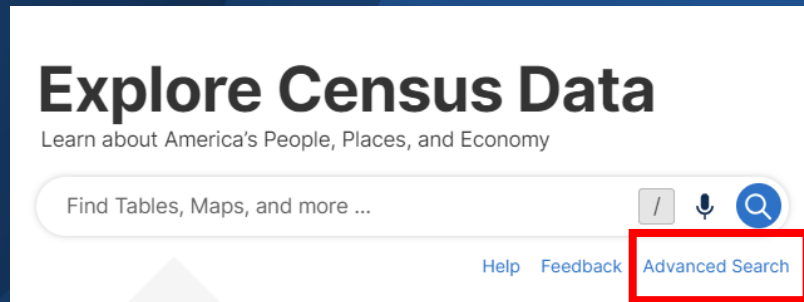 Explore Census Data
Learn about America's People, Places, and Economy
Find Tables, Maps, and more ...
/
Help Feedback Advanced Search